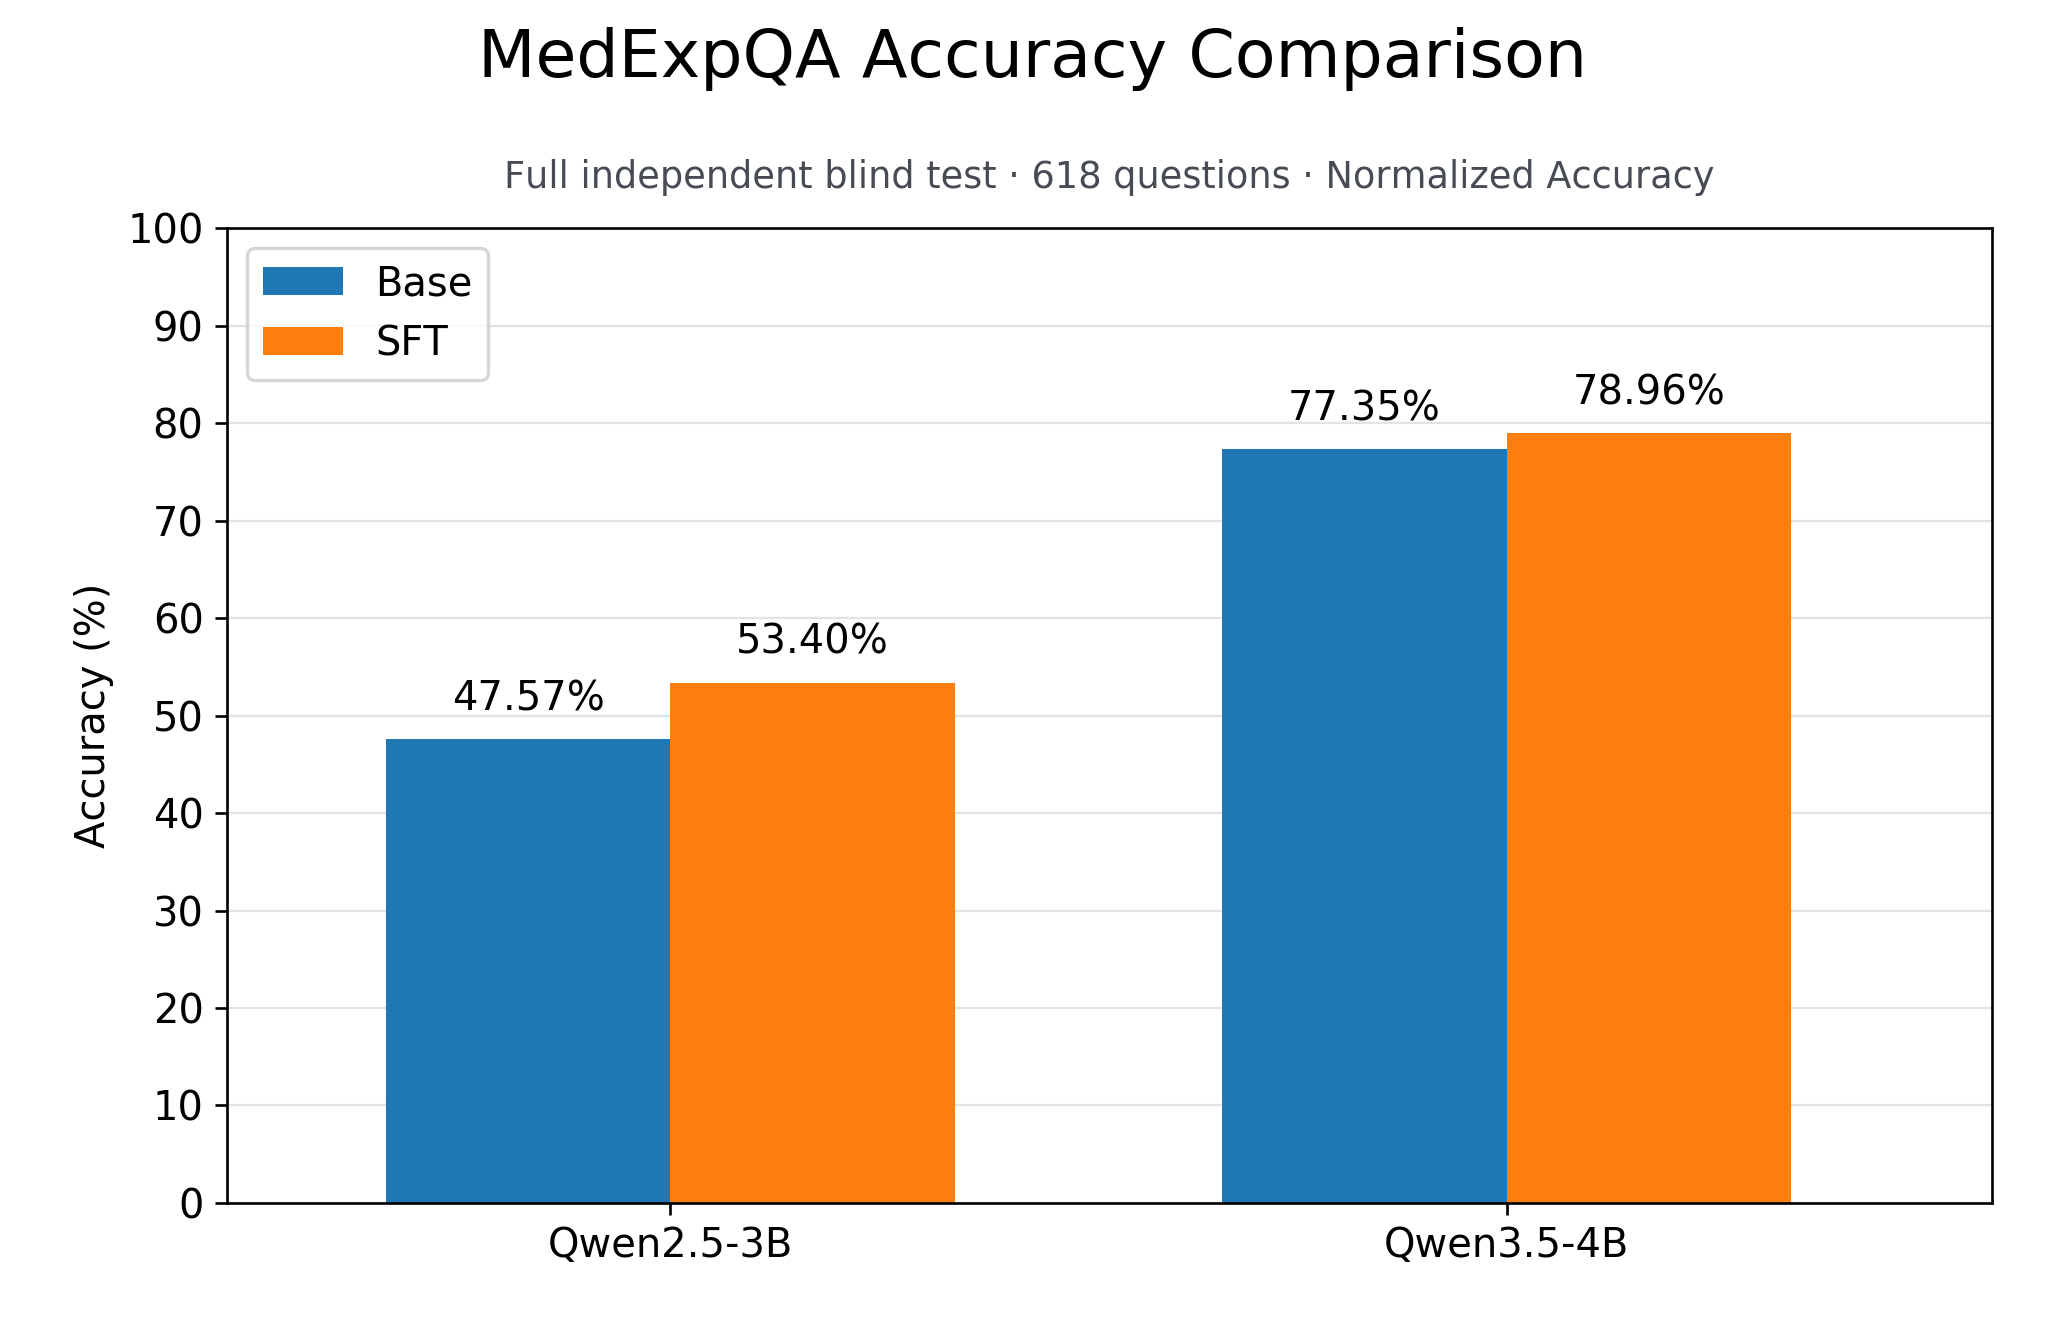 MedExpQA Accuracy Comparison
Full independent blind test · 618 questions · Normalized Accuracy
Accuracy (%)
100
90
80
70
60
50
40
30
20
10
0
Base
SFT
47.57%
53.40%
77.35%
78.96%
Qwen2.5-3B
Qwen3.5-4B